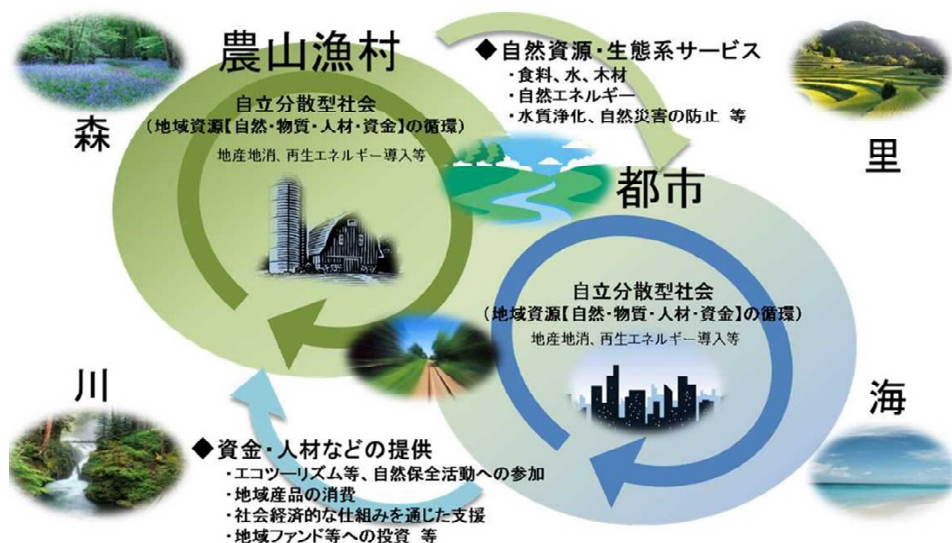 農山漁村
◆自然資源・生態系サービス
・食料、水、木材
・自然エネルギー
・水質浄化、自然災害の防止 等
森
里
自立分散型社会
(地域資源【自然・物質・人材・資金】の循環)
地産地消、再生エネルギー導入等
都市
自立分散型社会
(地域資源【自然・物質・人材・資金】の循環)
地産地消、再生エネルギー導入等
川
海
◆資金・人材などの提供
・エコツーリズム等、自然保全活動への参加
・地域産品の消費
・社会経済的な仕組みを通じた支援
・地域ファンド等への投資 等